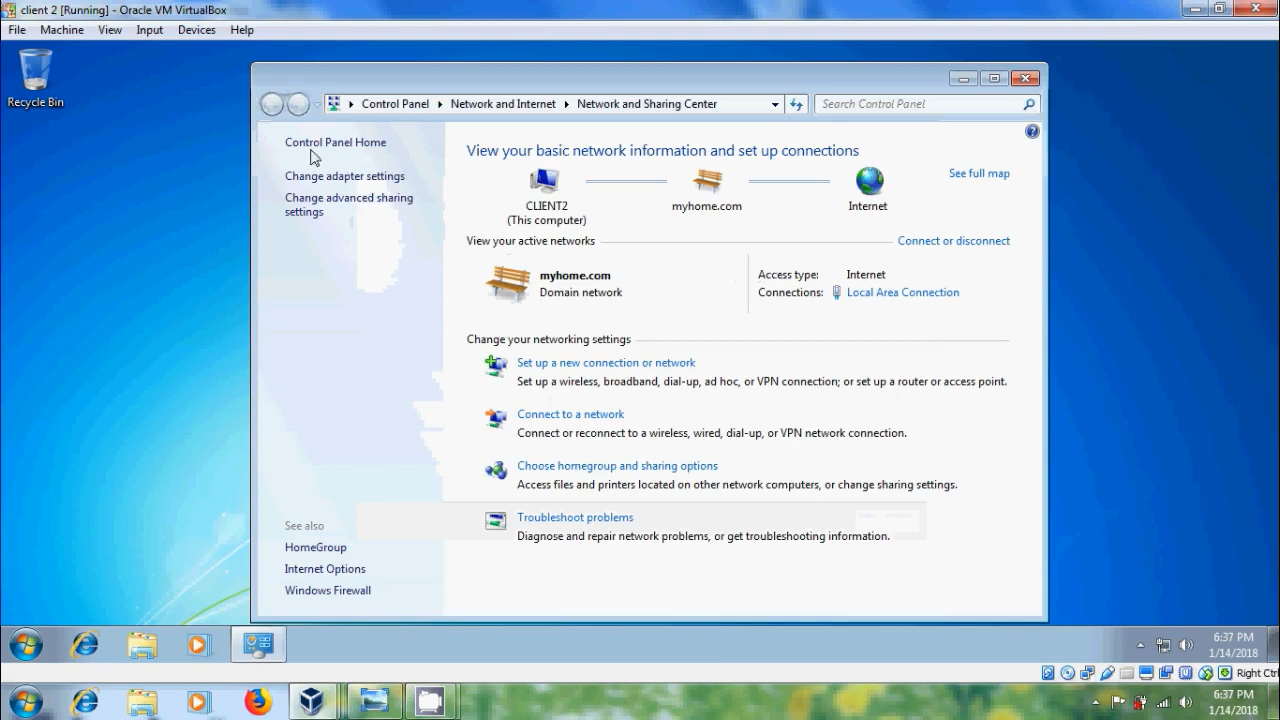 client 2 [Running] - Oracle VM VirtualBox
File Machine View Input Devices Help
Recycle Bin
Control Panel Network and Internet Network and Sharing Center
Search Control Panel
Control Panel Home
Change adapter settings
Change advanced sharing
settings
View your basic network information and set up connections
See full map
CLIENT2
(This computer)
myhome.com
Internet
View your active networks
Connect or disconnect
myhome.com
Domain network
Access type: Internet
Connections: Local Area Connection
Change your networking settings
Set up a new connection or network
Set up a wireless, broadband, dial-up, ad hoc, or VPN connection; or set up a router or access point.
Connect to a network
Connect or reconnect to a wireless, wired, dial-up, or VPN network connection.
Choose homegroup and sharing options
Access files and printers located on other network computers, or change sharing settings.
Troubleshoot problems
Diagnose and repair network problems, or get troubleshooting information.
See also
HomeGroup
Internet Options
Windows Firewall
6:37 PM
1/14/2018
Right Ctrl
6:37 PM
1/14/2018